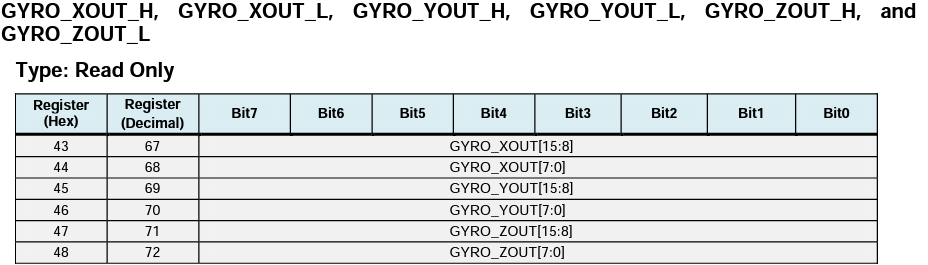 GYRO_XOUT_H, GYRO_XOUT_L, GYRO_YOUT_H, GYRO_YOUT_L, GYRO_ZOUT_H, and
GYRO_ZOUT_L
Type: Read Only
Register (Hex) Register (Decimal) Bit7 Bit6 Bit5 Bit4 Bit3 Bit2 Bit1 Bit0
43 67 GYRO_XOUT[15:8]
44 68 GYRO_XOUT[7:0]
45 69 GYRO_YOUT[15:8]
46 70 GYRO_YOUT[7:0]
47 71 GYRO_ZOUT[15:8]
48 72 GYRO_ZOUT[7:0]